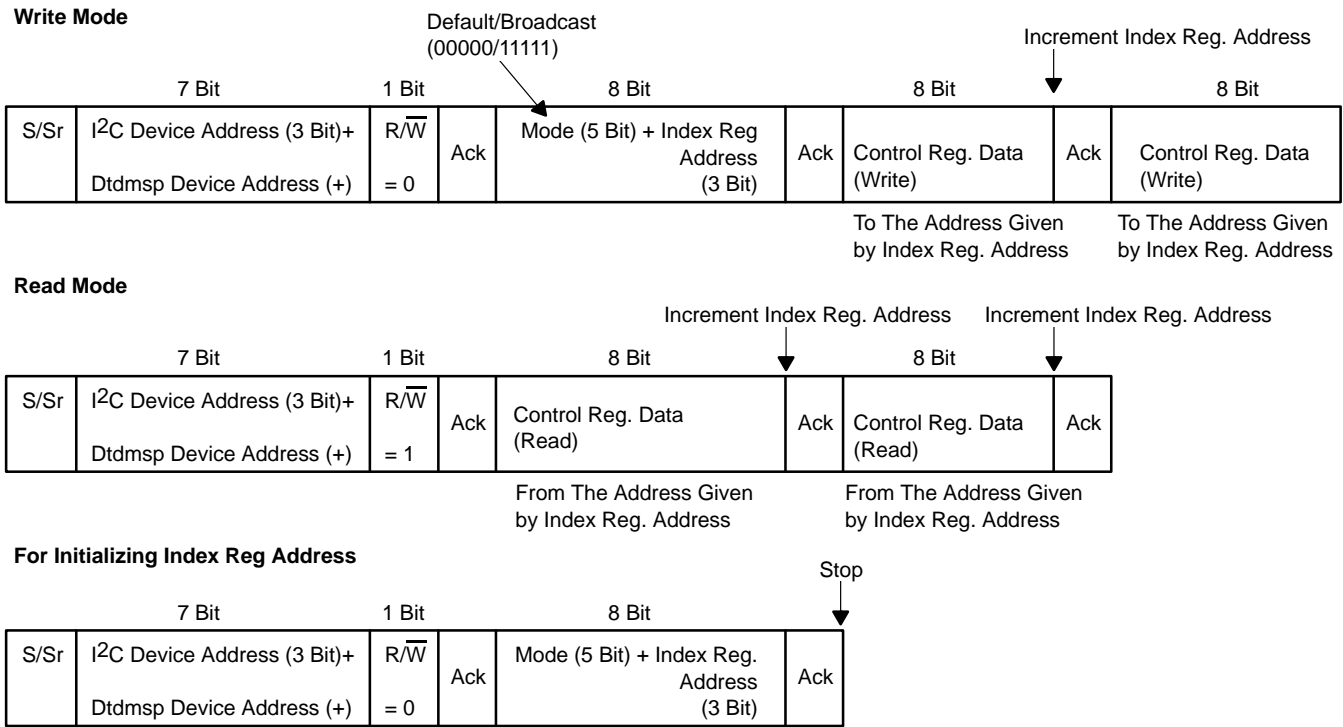 Write Mode
Default/Broadcast
(00000/11111)
Increment Index Reg. Address
7 Bit 1 Bit 8 Bit 8 Bit 8 Bit
S/Sr
I2C Device Address (3 Bit)+
Dtdmsp Device Address (+)
R/W̅
= 0
Ack
Mode (5 Bit) + Index Reg
Address
(3 Bit)
Ack
Control Reg. Data
(Write)
Ack
Control Reg. Data
(Write)
To The Address Given
by Index Reg. Address
To The Address Given
by Index Reg. Address
Read Mode
Increment Index Reg. Address
Increment Index Reg. Address
7 Bit 1 Bit 8 Bit 8 Bit
S/Sr
I2C Device Address (3 Bit)+
Dtdmsp Device Address (+)
R/W̅
= 1
Ack
Control Reg. Data
(Read)
Ack
Control Reg. Data
(Read)
Ack
From The Address Given
by Index Reg. Address
From The Address Given
by Index Reg. Address
For Initializing Index Reg Address
Stop
7 Bit 1 Bit 8 Bit
S/Sr
I2C Device Address (3 Bit)+
Dtdmsp Device Address (+)
R/W̅
= 0
Ack
Mode (5 Bit) + Index Reg.
Address
(3 Bit)
Ack